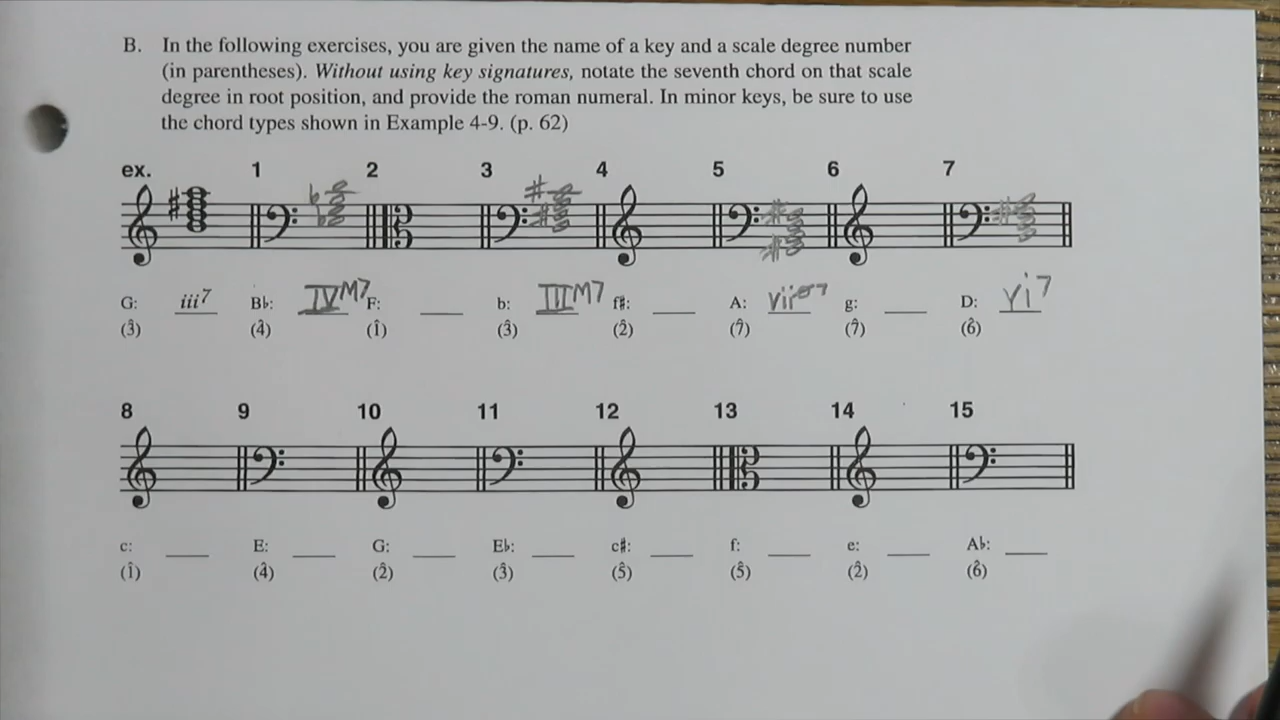 B. In the following exercises, you are given the name of a key and a scale degree number
(in parentheses). Without using key signatures, notate the seventh chord on that scale
degree in root position, and provide the roman numeral. In minor keys, be sure to use
the chord types shown in Example 4-9. (p. 62)
ex. 1 2 3 4 5 6 7
G: iii7 B♭: IVM7 F: ___ b: IIIM7 f♯: ___ A: viiø7 g: ___ D: vi7
(3̂) (4̂) (1̂) (3̂) (2̂) (7̂) (7̂) (6̂)
8 9 10 11 12 13 14 15
c: ___ E: ___ G: ___ E♭: ___ c♯: ___ f: ___ e: ___ A♭: ___
(1̂) (4̂) (2̂) (3̂) (5̂) (5̂) (2̂) (6̂)